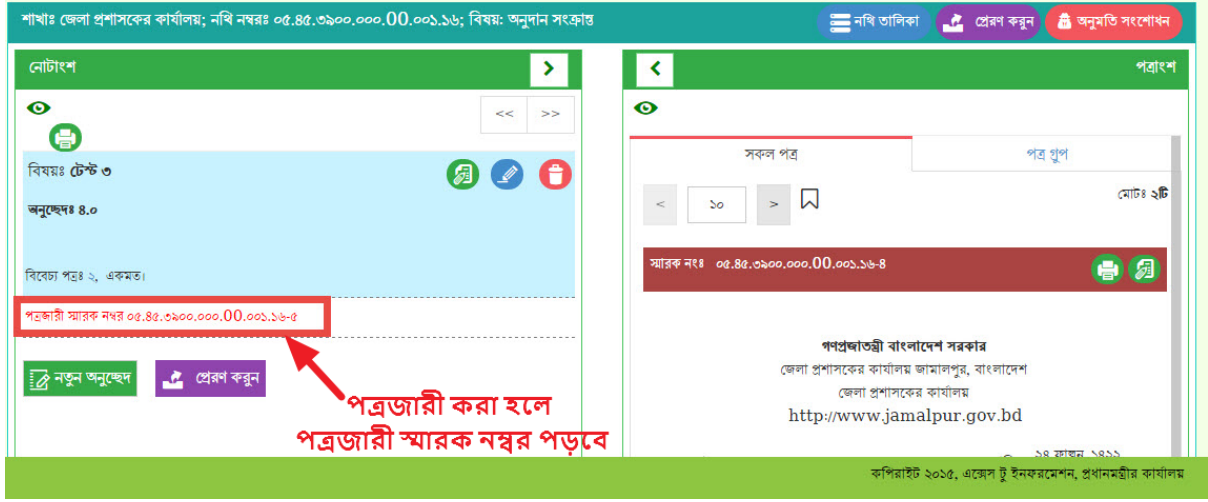 শাখাঃ জেলা প্রশাসকের কার্যালয়; নথি নম্বরঃ ০৫.৪৫.৩৯০০.০০০.00.০০১.১৬; বিষয়: অনুদান সংক্রান্ত
নথি তালিকা
প্রেরণ করুন
অনুমতি সংশোধন
নোটাংশ
>
<
পত্রাংশ
<< >>
বিষয়ঃ টেস্ট ৩
অনুচ্ছেদঃ ৪.০
বিবেচ্য পত্রঃ ২, একমত।
পত্রজারী স্মারক নম্বর ০৫.৪৫.৩৯০০.০০০.00.০০১.১৬-৫
নতুন অনুচ্ছেদ
প্রেরণ করুন
পত্রজারী করা হলে
পত্রজারী স্মারক নম্বর পড়বে
সকল পত্র
পত্র গ্রুপ
< ১০ >
মোটঃ ২টি
স্মারক নংঃ ০৫.৪৫.৩৯০০.০০০.00.০০১.১৬-৪
গণপ্রজাতন্ত্রী বাংলাদেশ সরকার
জেলা প্রশাসকের কার্যালয় জামালপুর, বাংলাদেশ
জেলা প্রশাসকের কার্যালয়
http://www.jamalpur.gov.bd
২৪ ফাল্গুন, ১৪২২
কপিরাইট ২০১৫, এক্সেস টু ইনফরমেশন, প্রধানমন্ত্রীর কার্যালয়